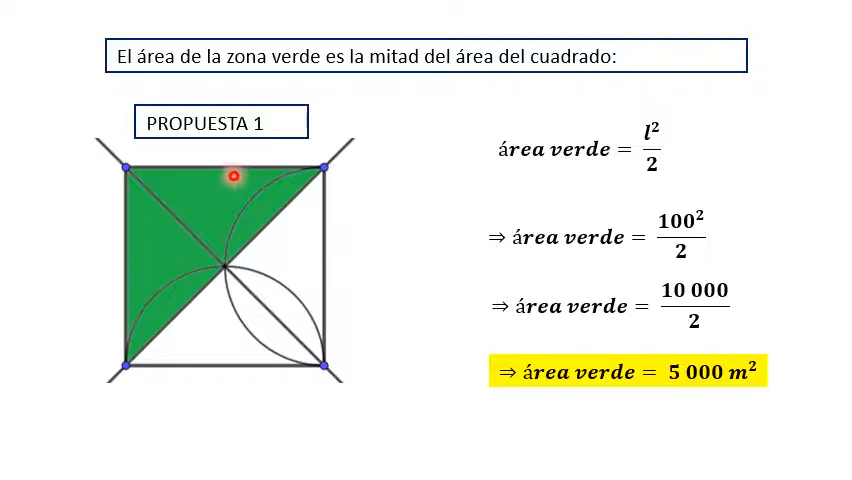 El área de la zona verde es la mitad del área del cuadrado:
PROPUESTA 1
área verde = l²/2
⇒ área verde = 100²/2
⇒ área verde = 10 000/2
⇒ área verde = 5 000 m²